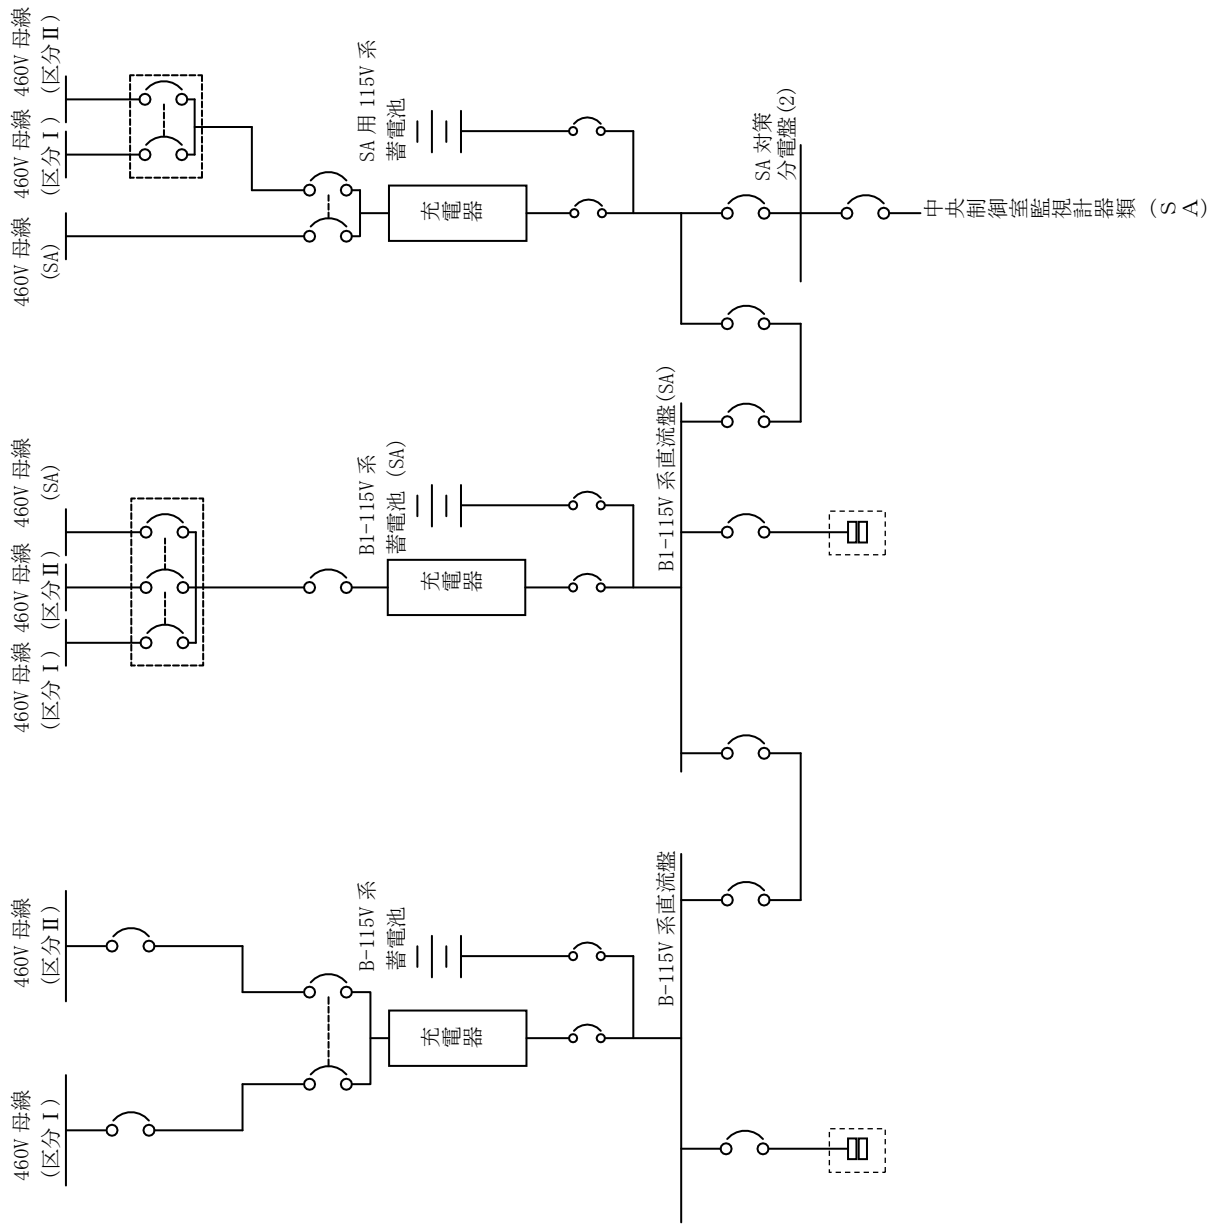 460V 母線
(区分Ⅰ)
460V 母線
(区分Ⅱ)
B-115V 系
蓄電池
充電器
B-115V 系直流盤
460V 母線
(区分Ⅰ)
460V 母線
(区分Ⅱ)
460V 母線
(SA)
B1-115V 系
蓄電池 (SA)
充電器
B1-115V 系直流盤(SA)
460V 母線
(SA)
460V 母線
(区分Ⅰ)
460V 母線
(区分Ⅱ)
SA 用 115V 系
蓄電池
充電器
SA 対策
分電盤(2)
中央制御室監視計器類(SA)